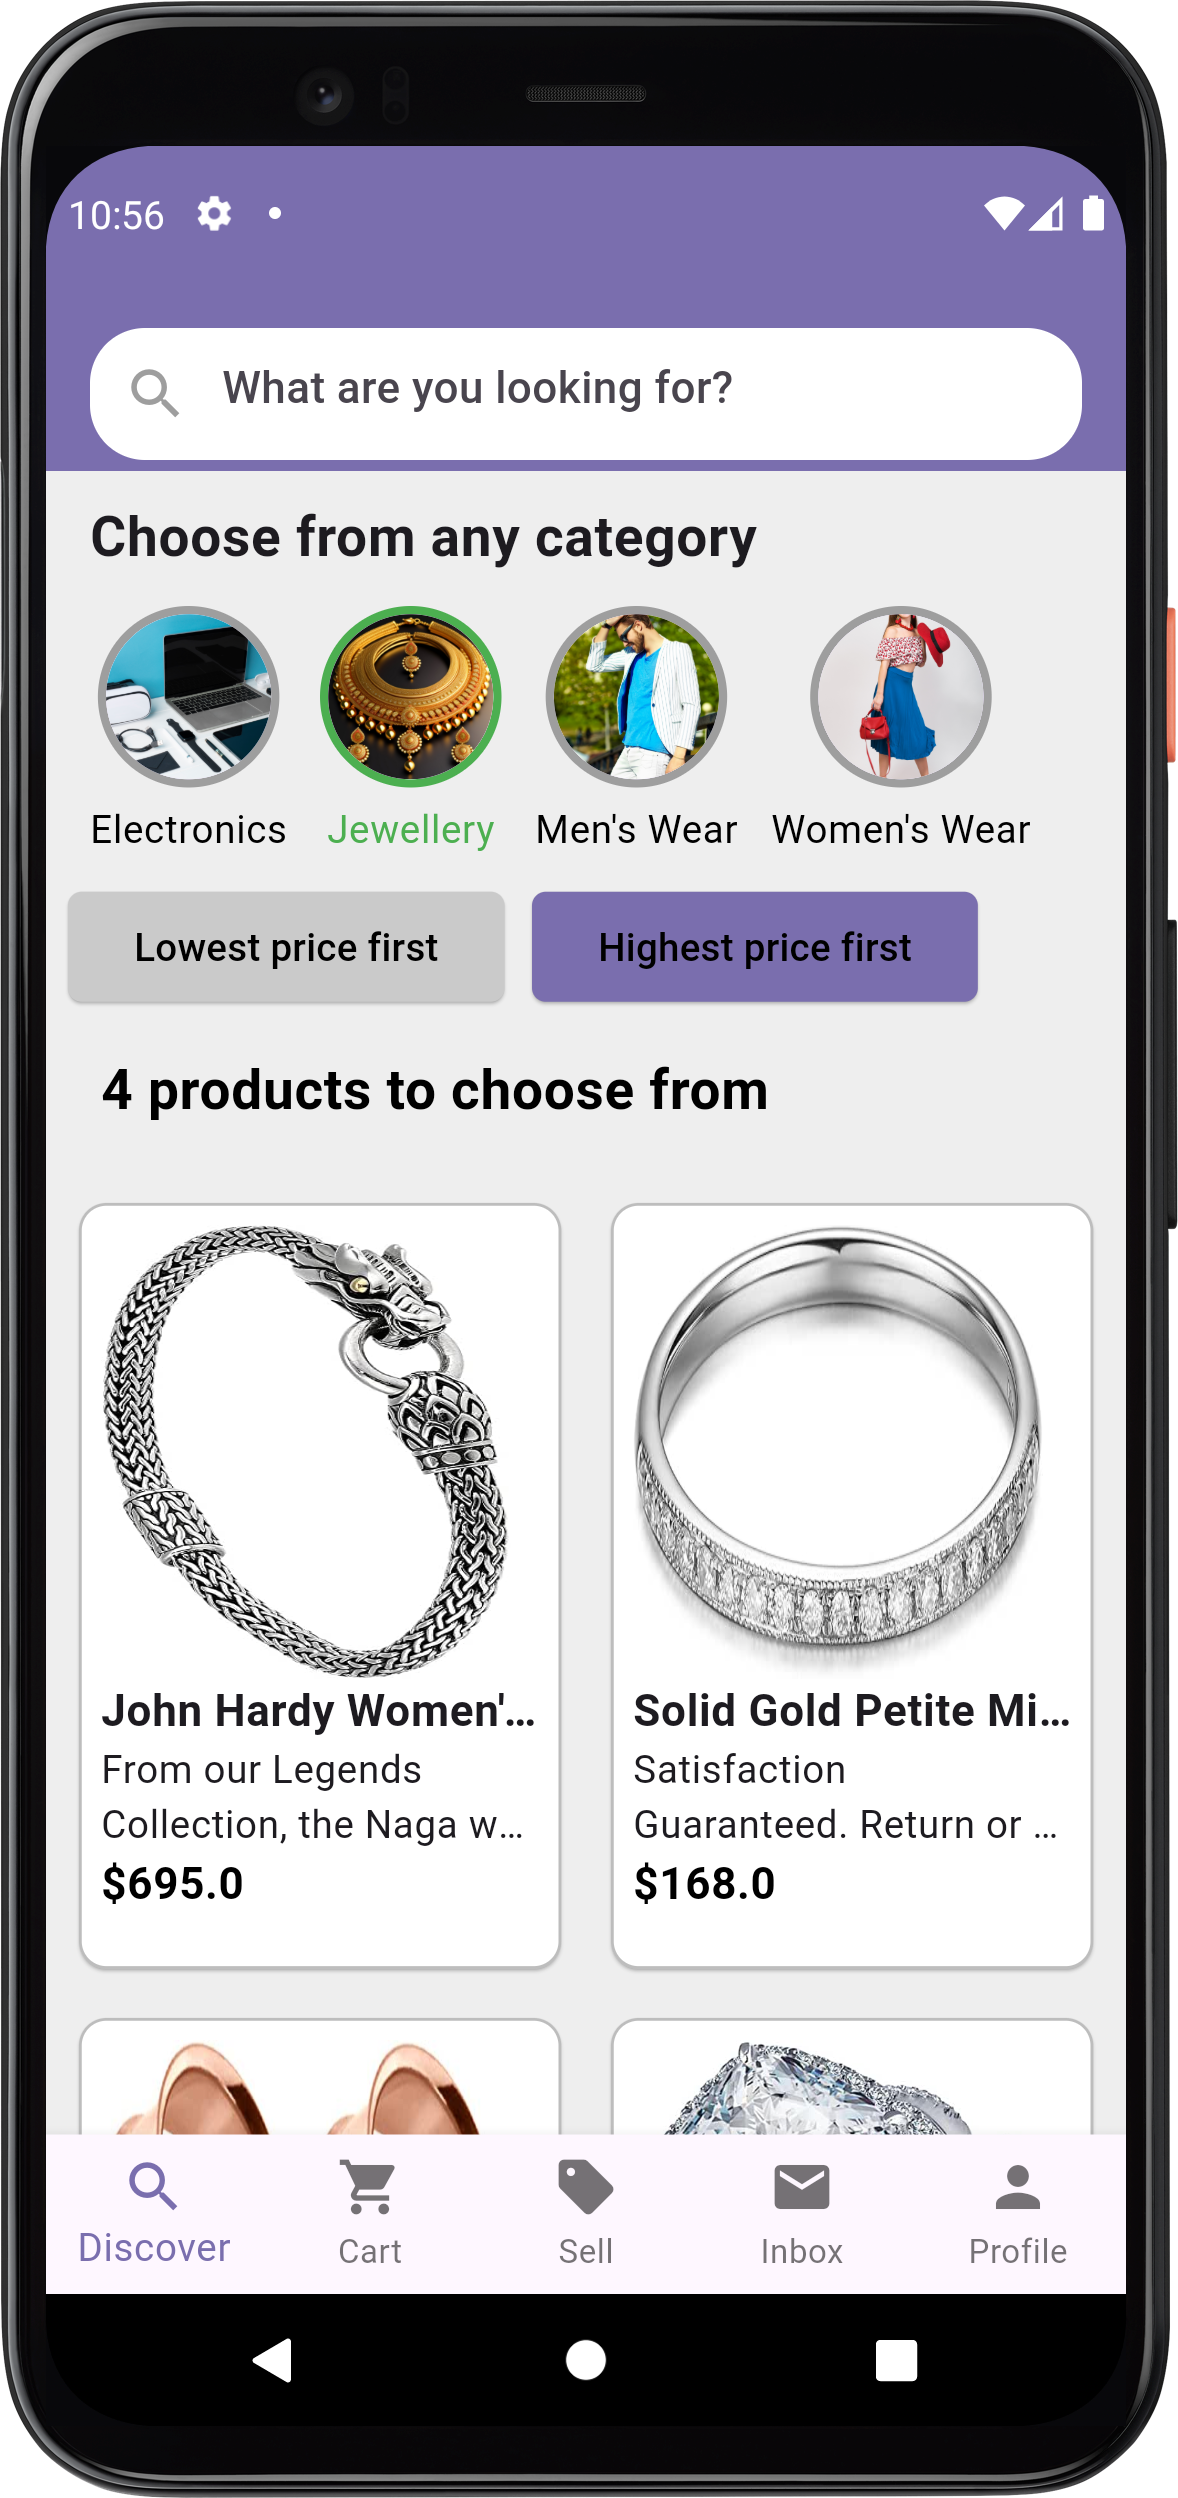 10:56
What are you looking for?
Choose from any category
Electronics
Jewellery
Men's Wear
Women's Wear
Lowest price first
Highest price first
4 products to choose from
John Hardy Women'...
From our Legends
Collection, the Naga w...
$695.0
Solid Gold Petite Mi...
Satisfaction
Guaranteed. Return or ...
$168.0
Discover
Cart
Sell
Inbox
Profile